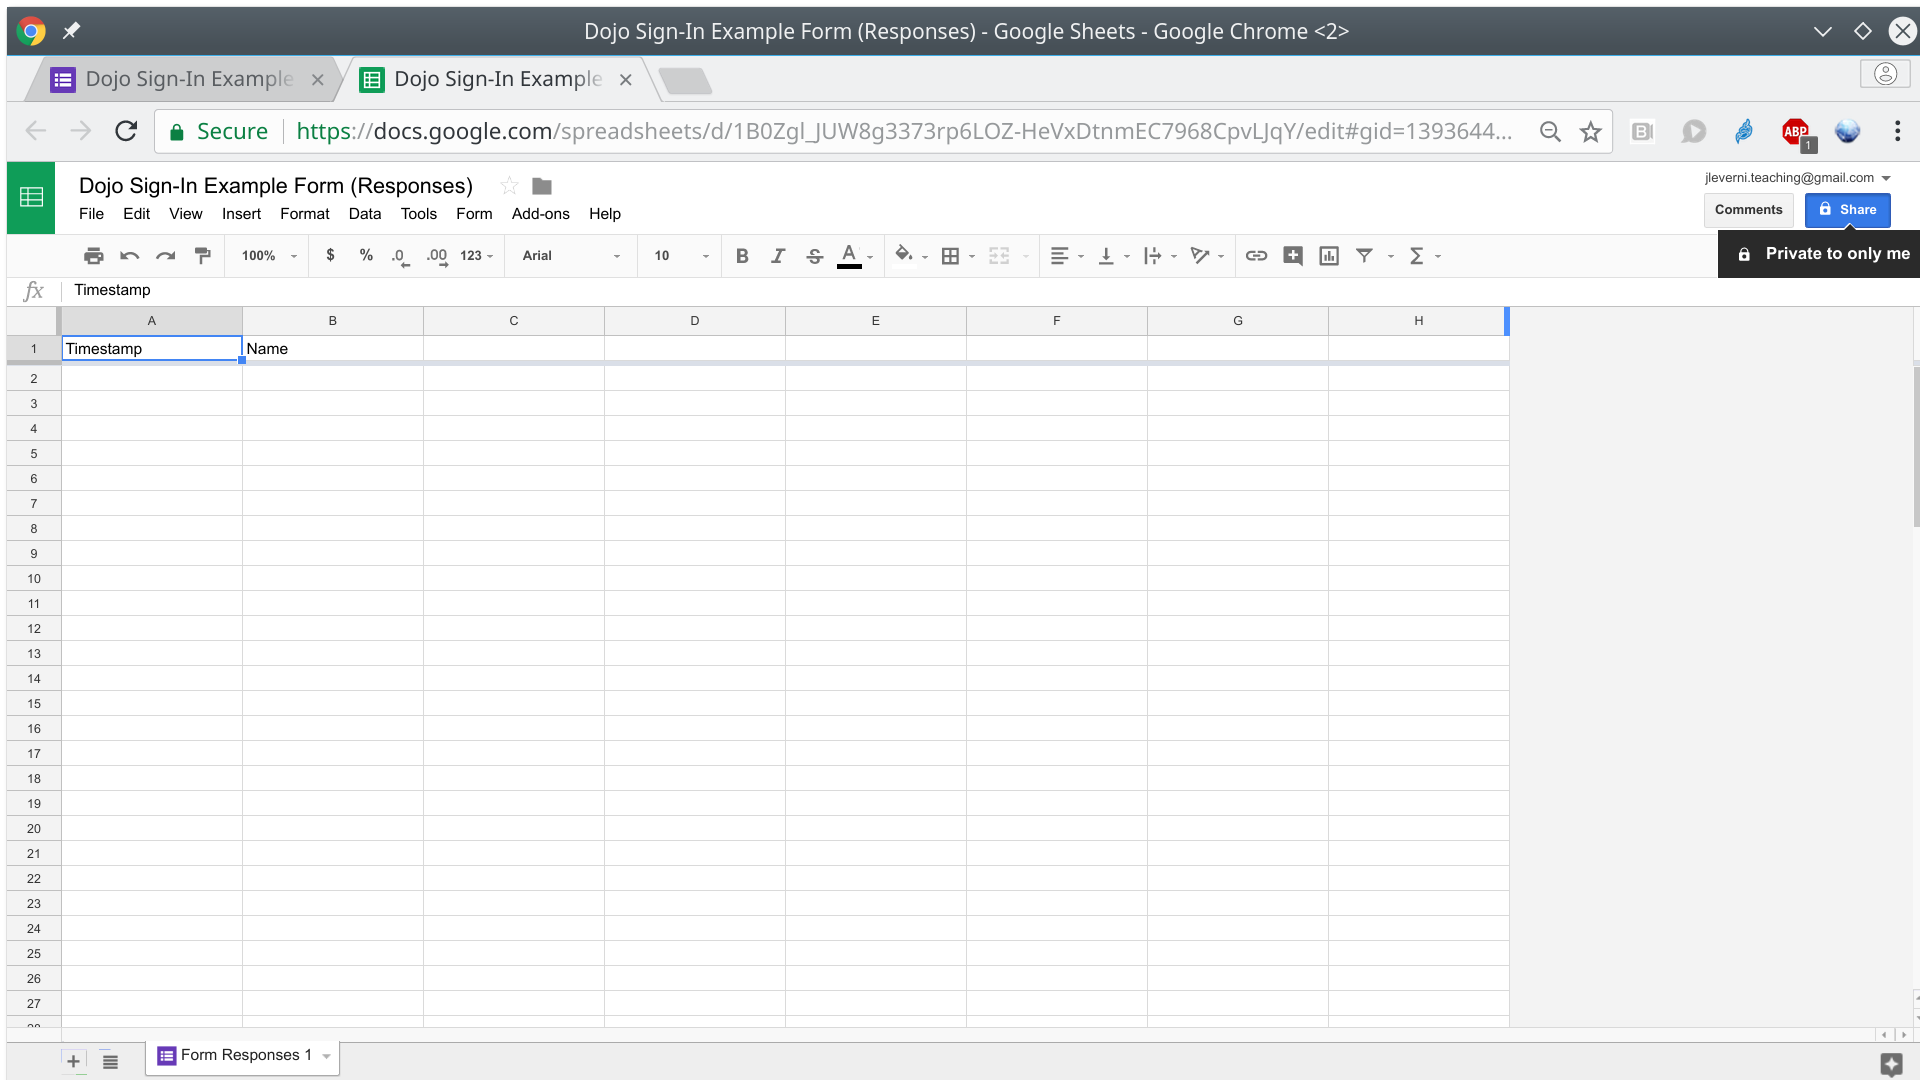 Dojo Sign-In Example Form (Responses) - Google Sheets - Google Chrome <2>
Dojo Sign-In Example
Dojo Sign-In Example
Secure
https://docs.google.com/spreadsheets/d/1B0Zgl_JUW8g3373rp6LOZ-HeVxDtnmEC7968CpvLJqY/edit#gid=1393644...
ABP
1
Dojo Sign-In Example Form (Responses)
jleverni.teaching@gmail.com
File Edit View Insert Format Data Tools Form Add-ons Help
Comments
Share
100% $ % .0 .00 123 Arial 10 B I S A Σ
Private to only me
fx Timestamp
A B C D E F G H
1 Timestamp Name
2
3
4
5
6
7
8
9
10
11
12
13
14
15
16
17
18
19
20
21
22
23
24
25
26
27
Form Responses 1